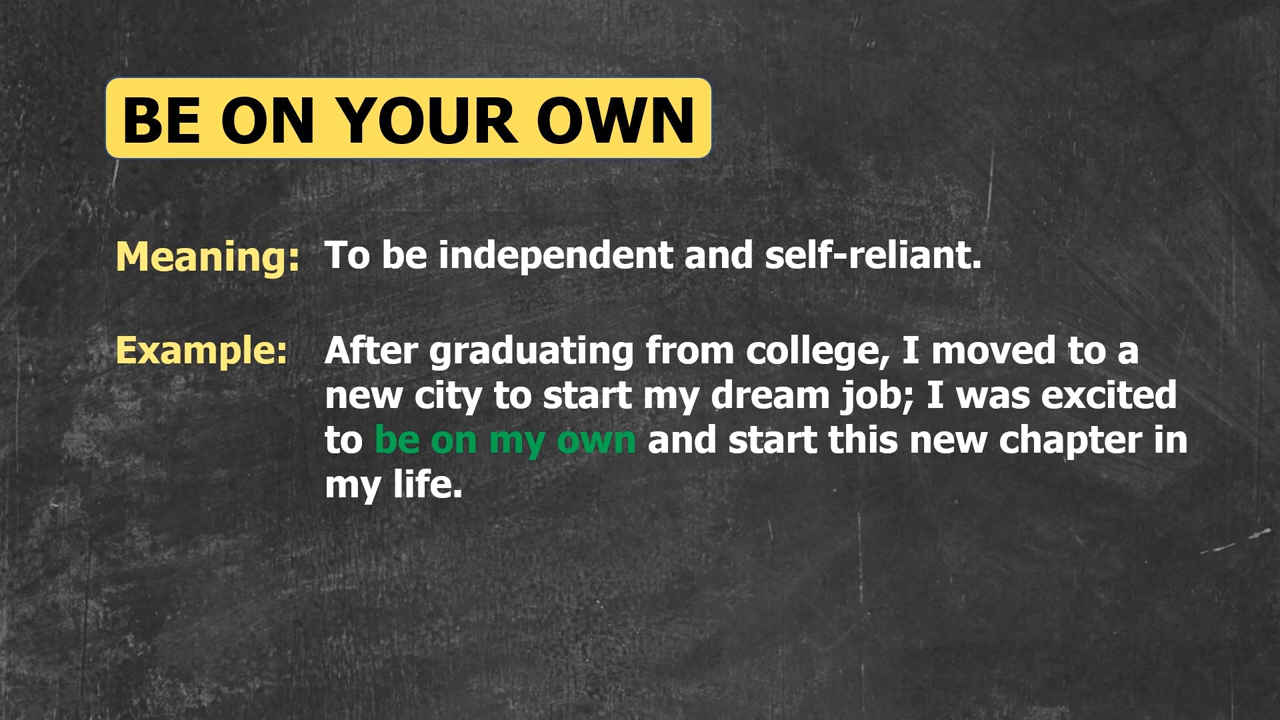 BE ON YOUR OWN
Meaning: To be independent and self-reliant.
Example: After graduating from college, I moved to a
new city to start my dream job; I was excited
to be on my own and start this new chapter in
my life.